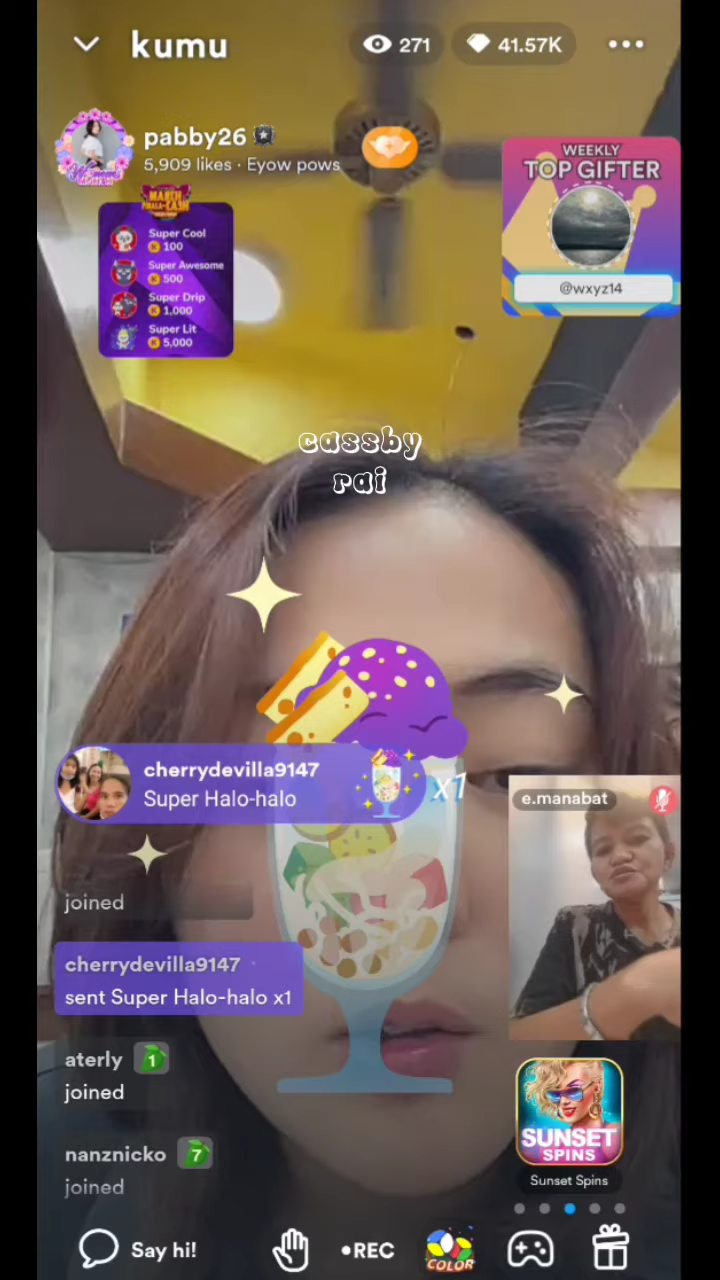 kumu
271
41.57K
pabby26
5,909 likes · Eyow pows
MARCH
Super Cool
100
Super Awesome
500
Super Drip
1,000
Super Lit
5,000
WEEKLY
TOP GIFTER
@wxyz14
cassby
rai
cherrydevilla9147
Super Halo-halo
x1
e.manabat
joined
cherrydevilla9147
sent Super Halo-halo x1
aterly 1
joined
nanznicko 7
joined
SUNSET
SPINS
Sunset Spins
Say hi!
•REC
COLOR